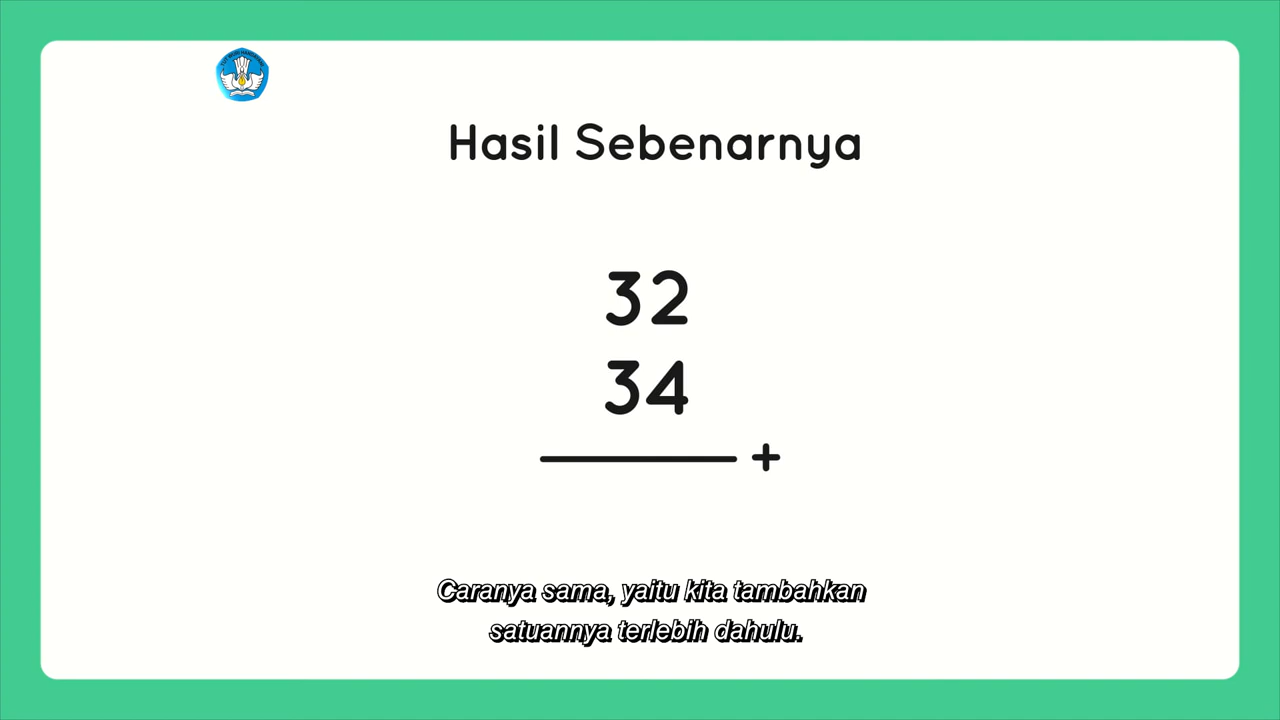 Hasil Sebenarnya
32
34
+
Caranya sama, yaitu kita tambahkan
satuannya terlebih dahulu.